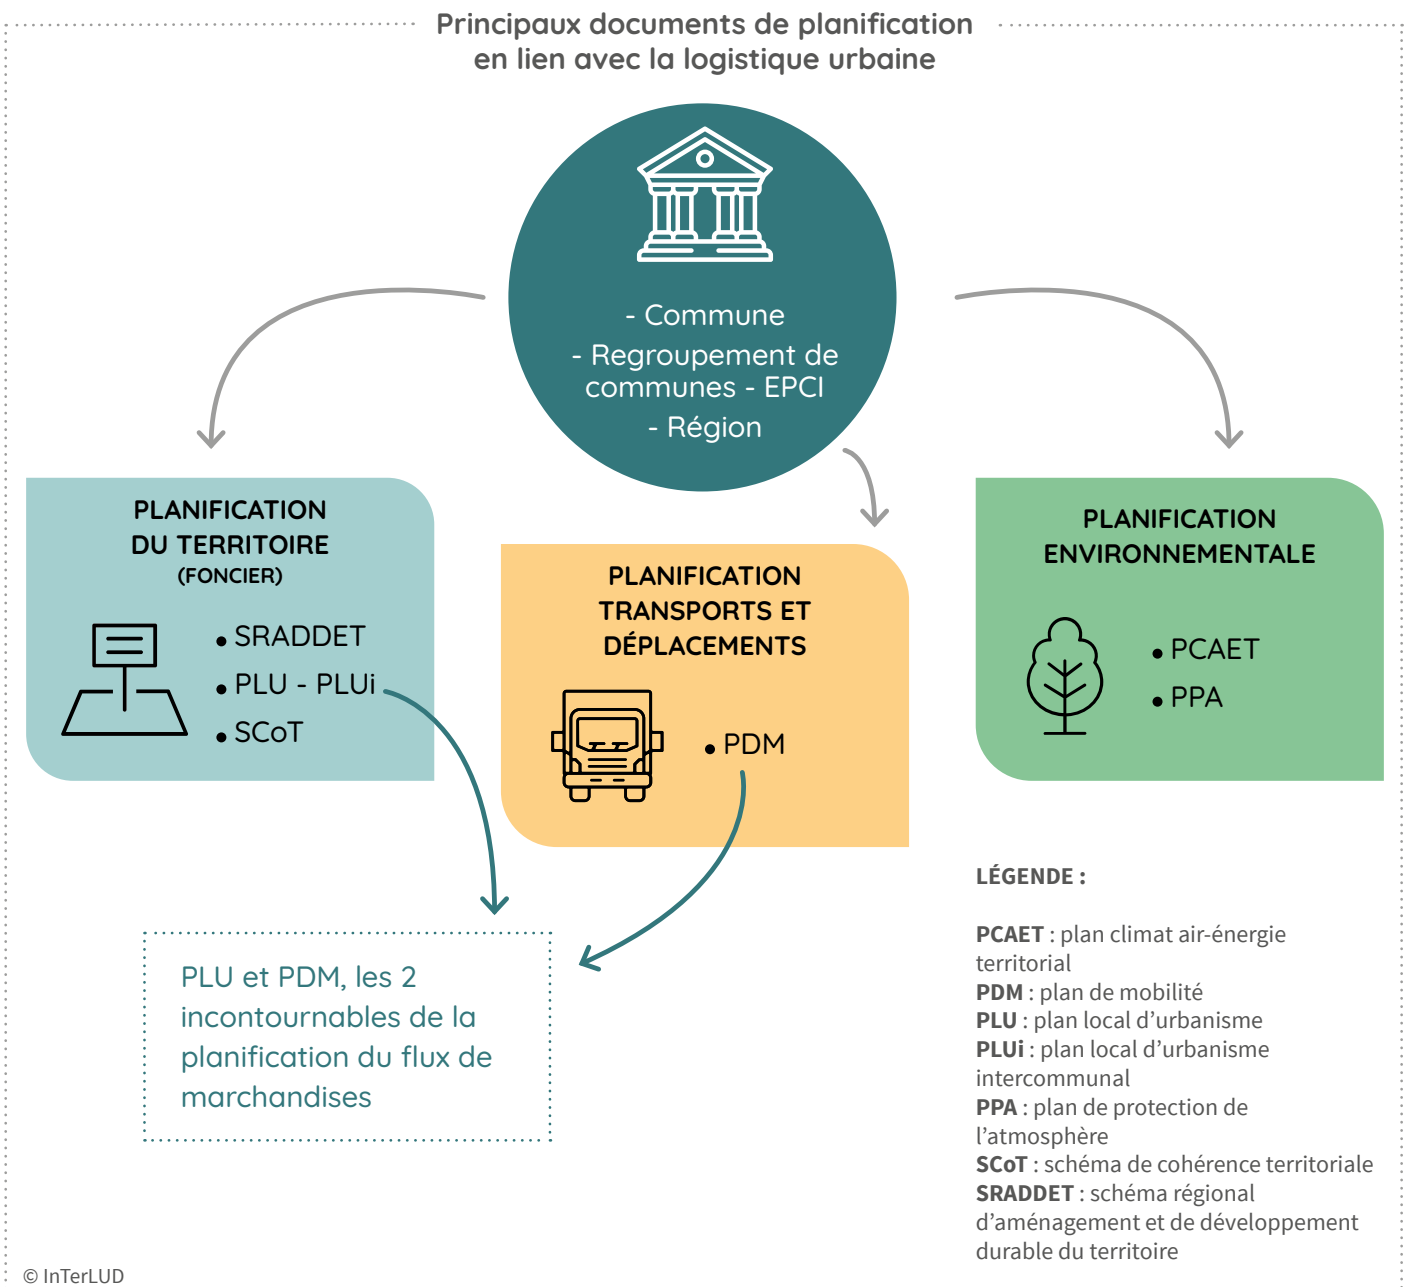 Principaux documents de planification
en lien avec la logistique urbaine
- Commune
- Regroupement de
communes - EPCI
- Région
PLANIFICATION
DU TERRITOIRE
(FONCIER)
• SRADDET
• PLU - PLUi
• SCoT
PLANIFICATION
TRANSPORTS ET
DÉPLACEMENTS
• PDM
PLANIFICATION
ENVIRONNEMENTALE
• PCAET
• PPA
PLU et PDM, les 2
incontournables de la
planification du flux de
marchandises
LÉGENDE :
PCAET : plan climat air-énergie
territorial
PDM : plan de mobilité
PLU : plan local d’urbanisme
PLUi : plan local d’urbanisme
intercommunal
PPA : plan de protection de
l’atmosphère
SCoT : schéma de cohérence territoriale
SRADDET : schéma régional
d’aménagement et de développement
durable du territoire
© InTerLUD